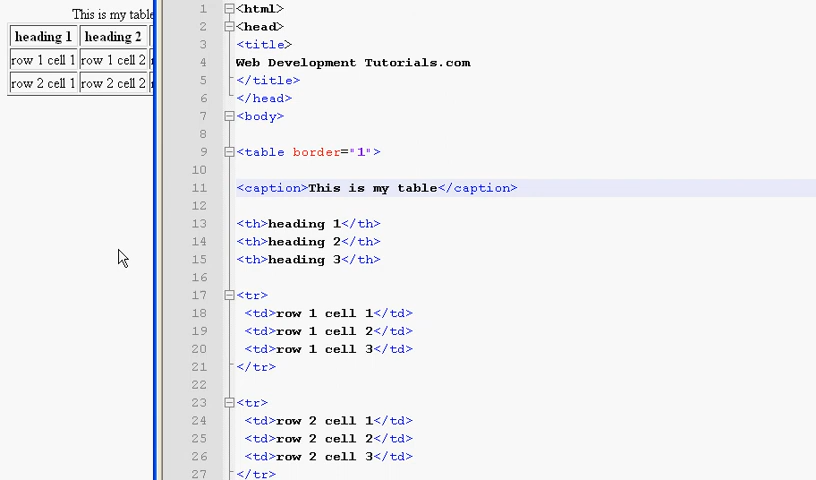 This is my table
heading 1 heading 2
row 1 cell 1 row 1 cell 2
row 2 cell 1 row 2 cell 2
1 <html>
2 <head>
3 <title>
4 Web Development Tutorials.com
5 </title>
6 </head>
7 <body>
8
9 <table border="1">
10
11 <caption>This is my table</caption>
12
13 <th>heading 1</th>
14 <th>heading 2</th>
15 <th>heading 3</th>
16
17 <tr>
18 <td>row 1 cell 1</td>
19 <td>row 1 cell 2</td>
20 <td>row 1 cell 3</td>
21 </tr>
22
23 <tr>
24 <td>row 2 cell 1</td>
25 <td>row 2 cell 2</td>
26 <td>row 2 cell 3</td>
27 </tr>